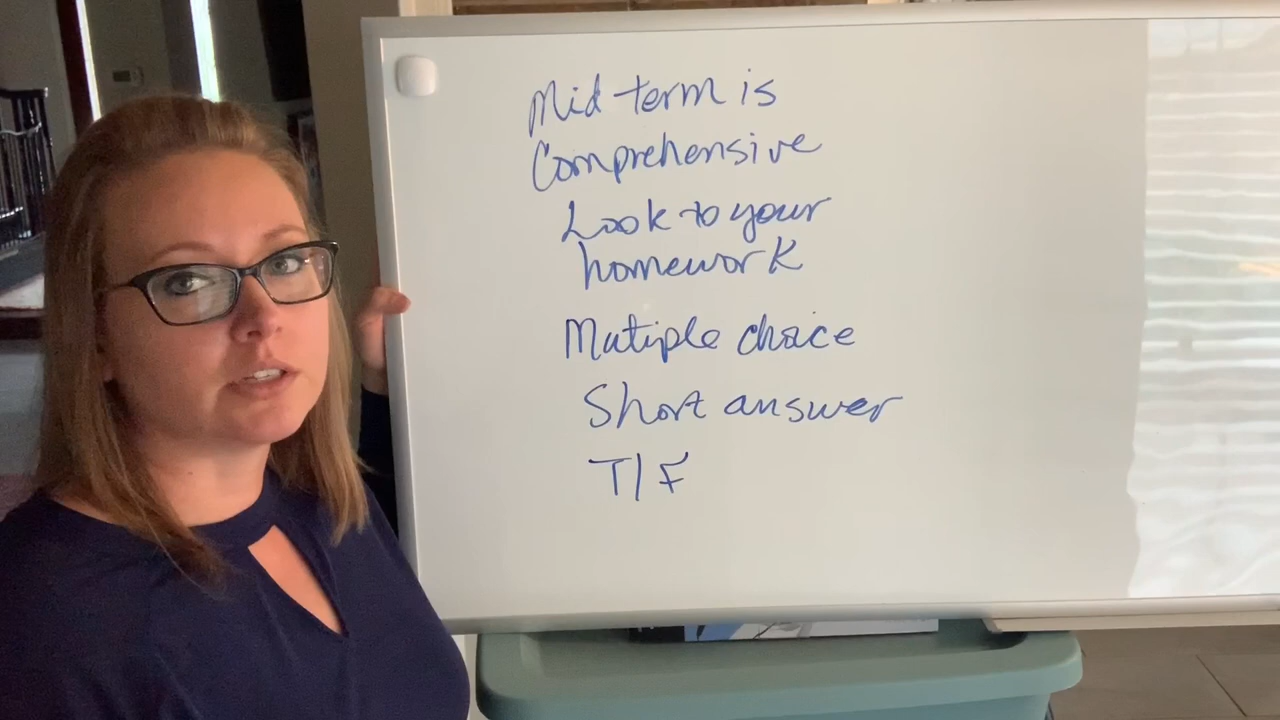 Mid term is
Comprehensive
Look to your
homework
Mutiple choice
Short answer
T/F